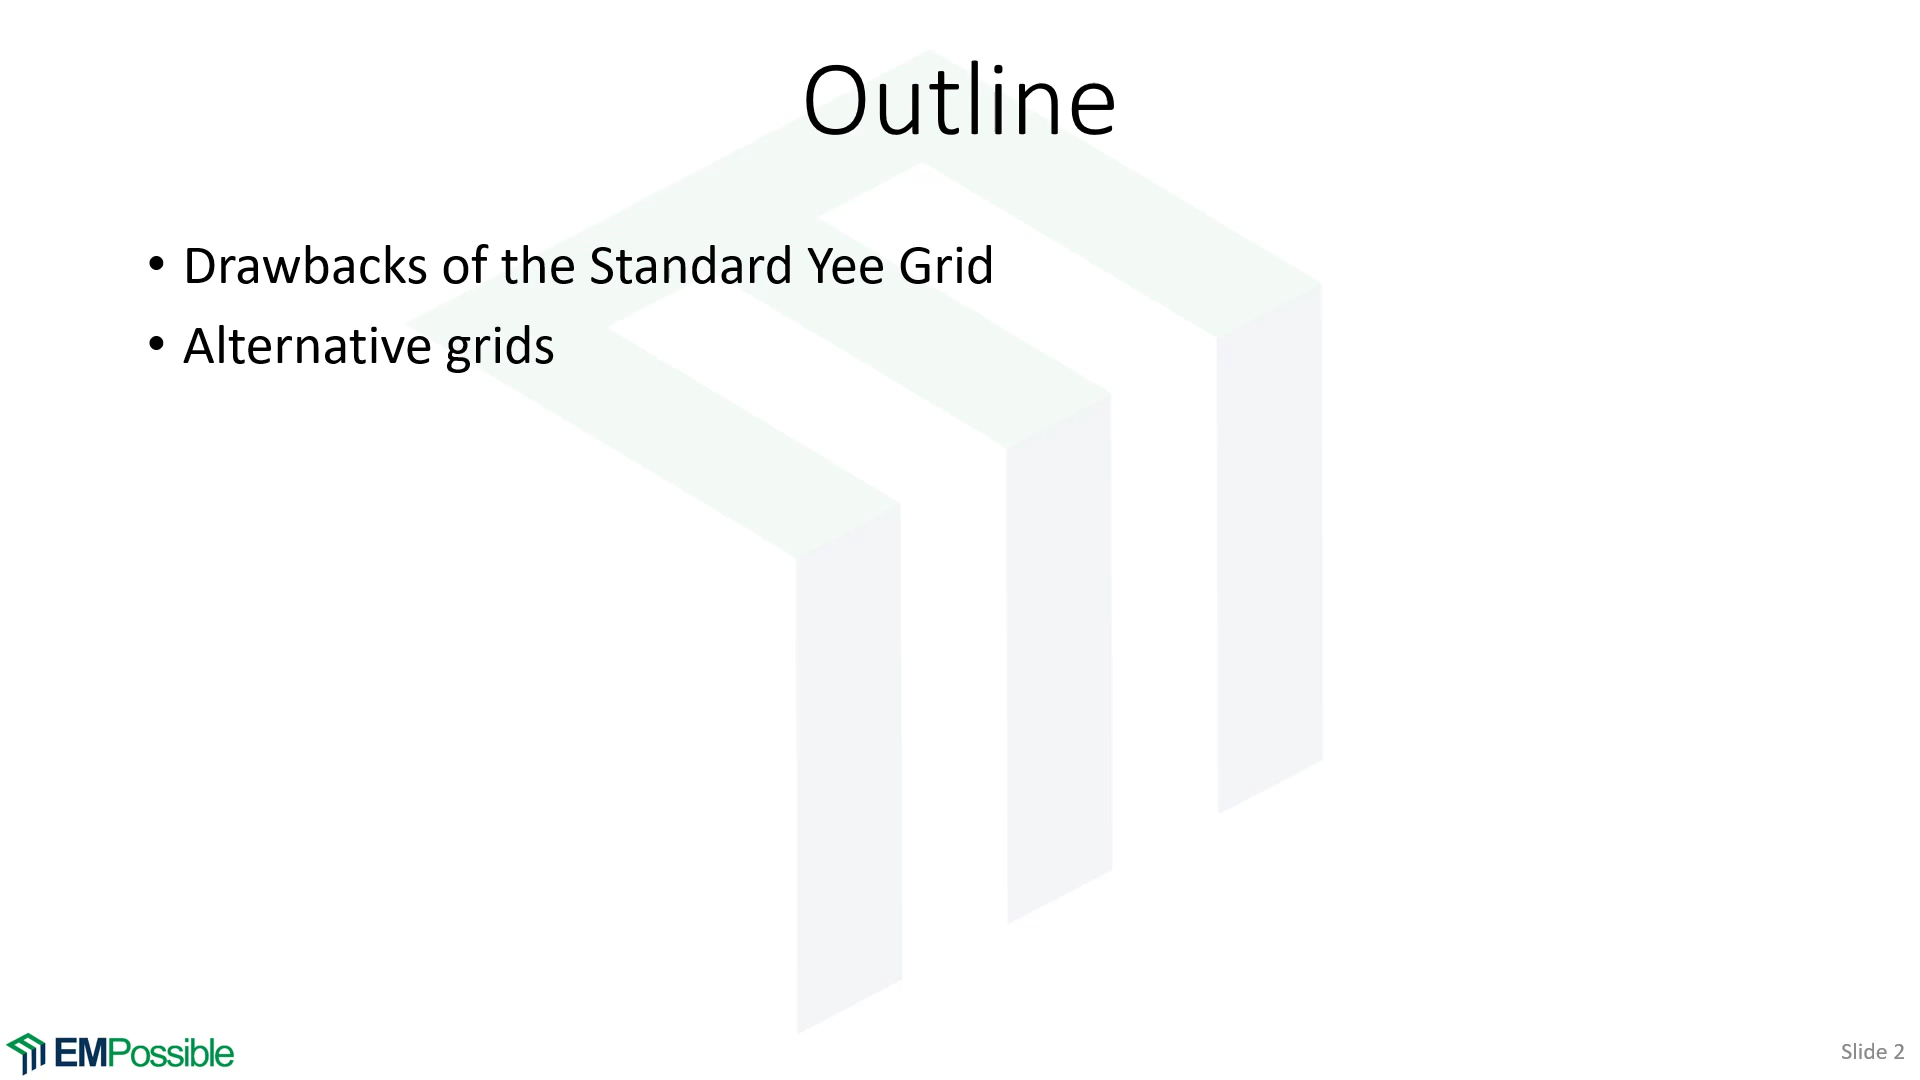 Outline
• Drawbacks of the Standard Yee Grid
• Alternative grids
EMPossible
Slide 2